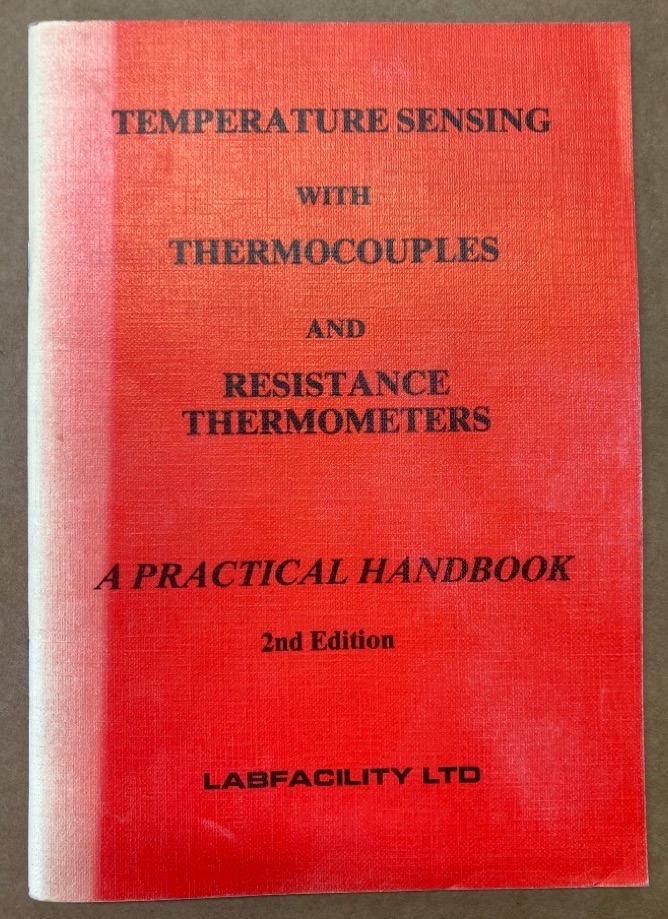 TEMPERATURE SENSING
WITH
THERMOCOUPLES
AND
RESISTANCE
THERMOMETERS
A PRACTICAL HANDBOOK
2nd Edition
LABFACILITY LTD